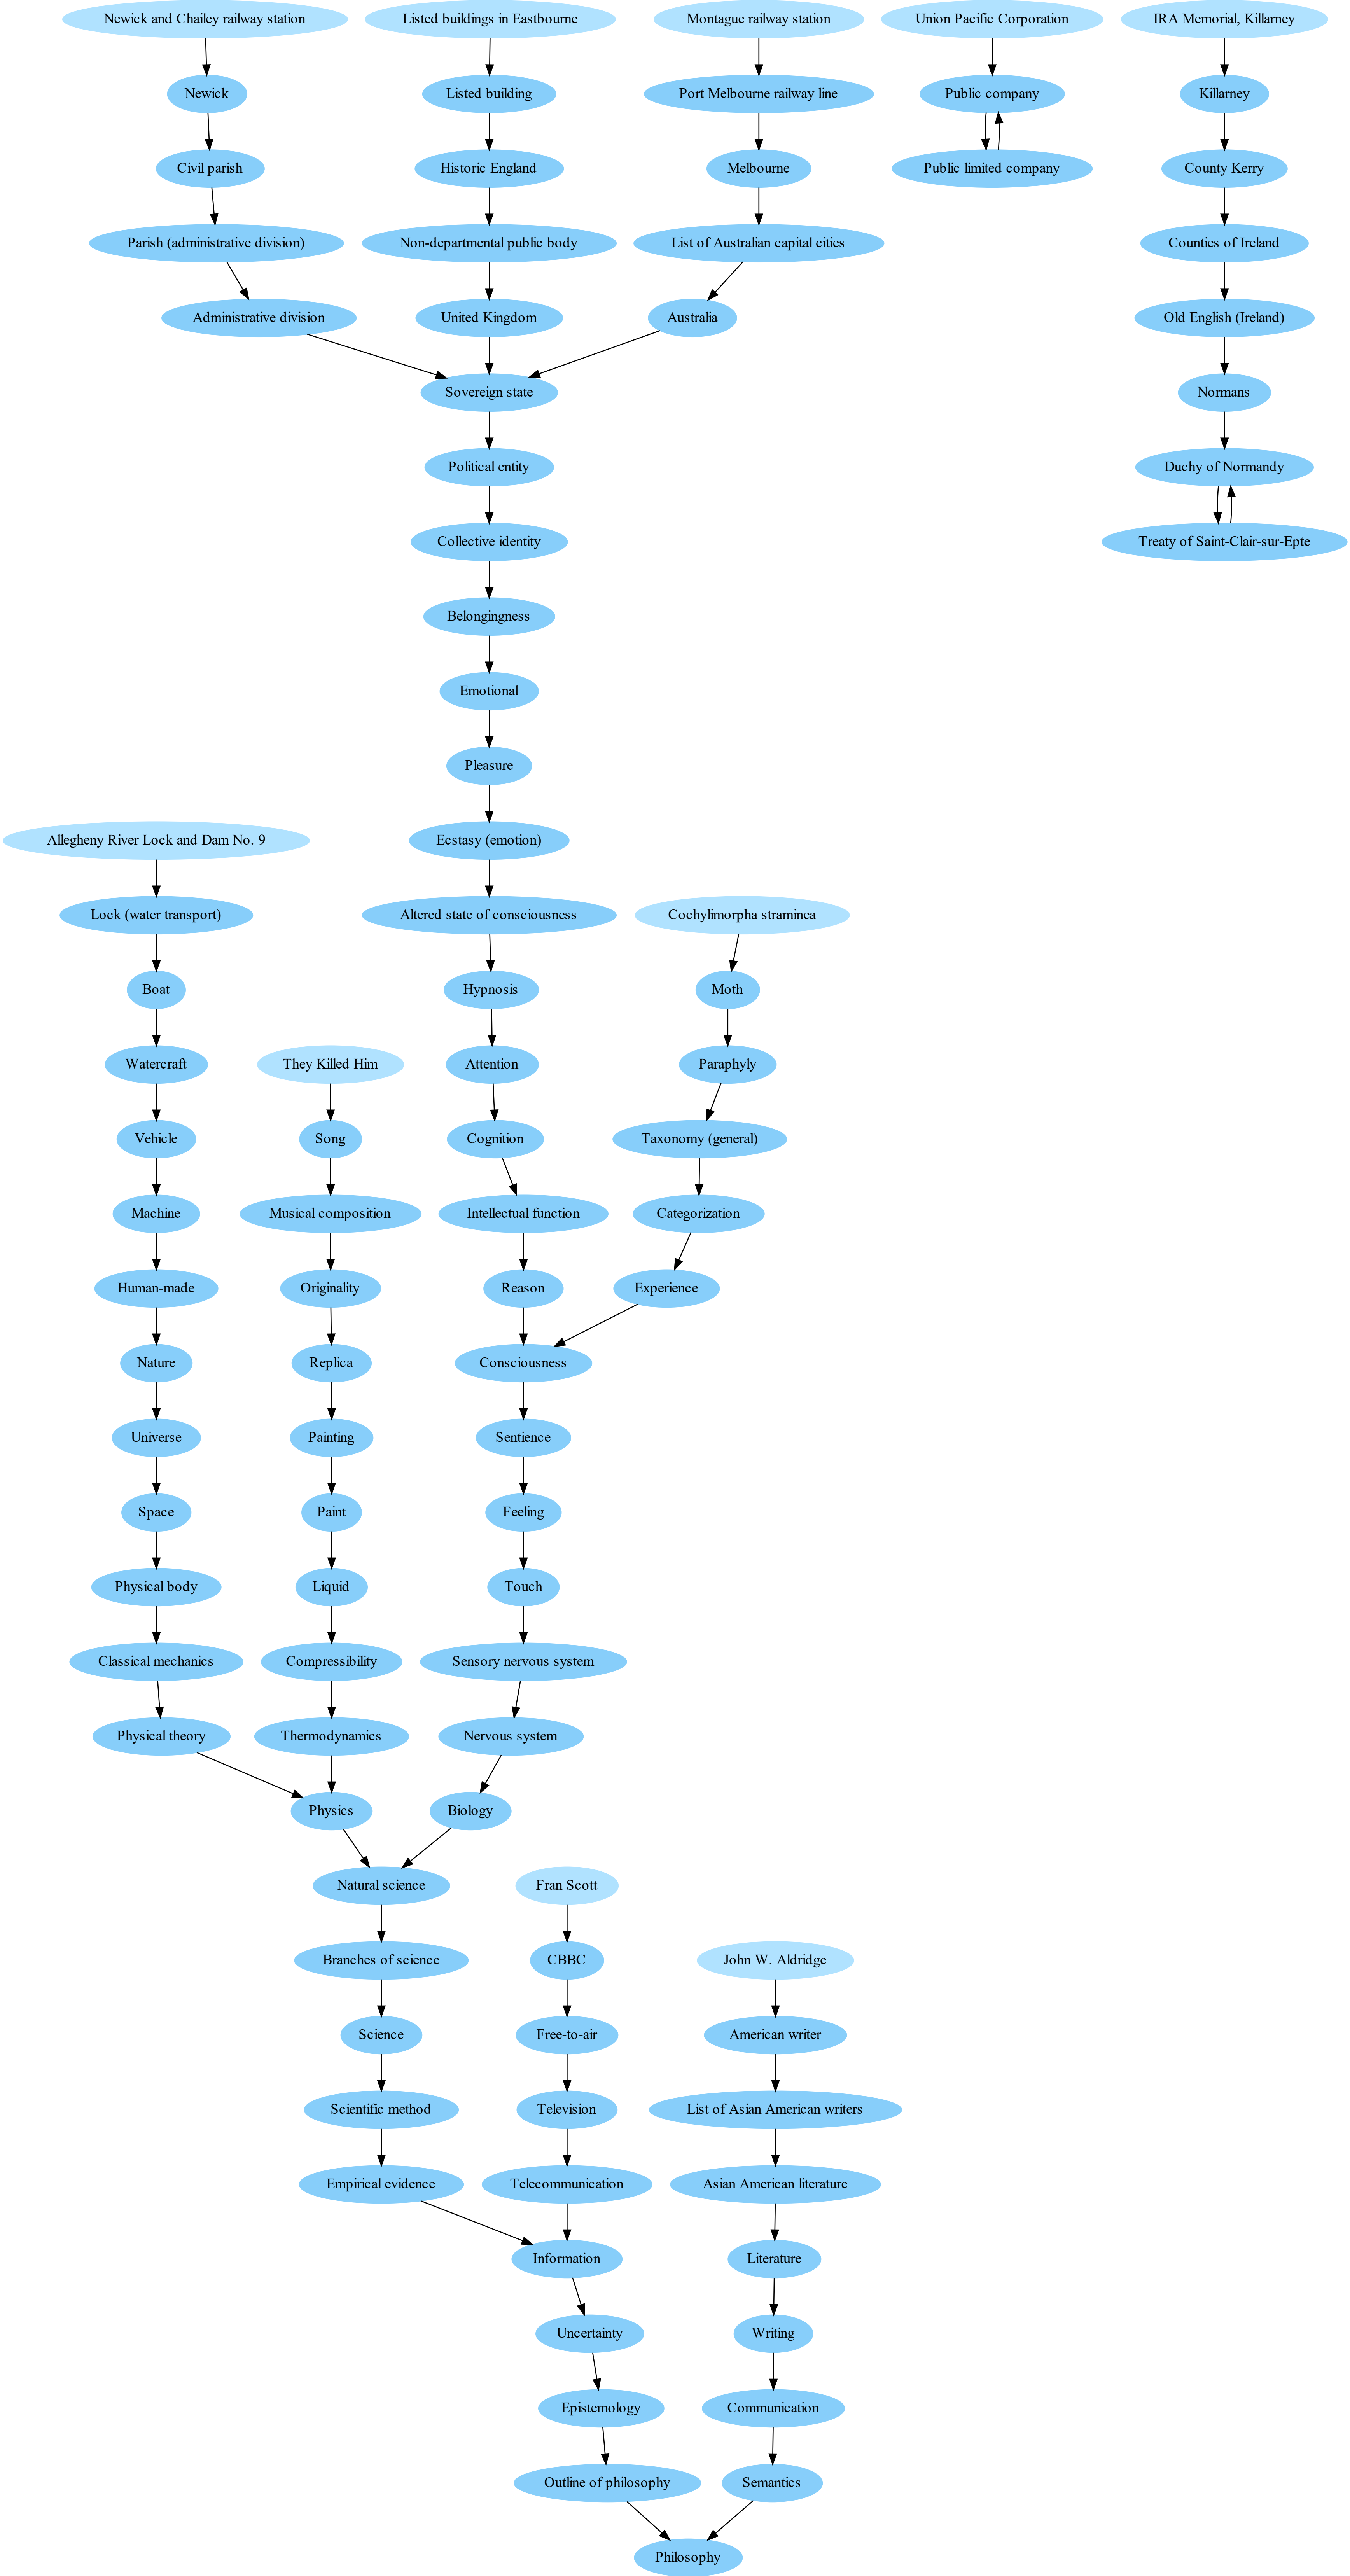 Newick and Chailey railway station
Listed buildings in Eastbourne
Montague railway station
Union Pacific Corporation
IRA Memorial, Killarney
Newick
Listed building
Port Melbourne railway line
Public company
Killarney
Civil parish
Historic England
Melbourne
Public limited company
County Kerry
Parish (administrative division)
Non-departmental public body
List of Australian capital cities
Counties of Ireland
Administrative division
United Kingdom
Australia
Old English (Ireland)
Sovereign state
Normans
Political entity
Duchy of Normandy
Collective identity
Treaty of Saint-Clair-sur-Epte
Belongingness
Emotional
Pleasure
Allegheny River Lock and Dam No. 9
Ecstasy (emotion)
Lock (water transport)
Altered state of consciousness
Cochylimorpha straminea
Boat
Hypnosis
Moth
Watercraft
They Killed Him
Attention
Paraphyly
Vehicle
Song
Cognition
Taxonomy (general)
Machine
Musical composition
Intellectual function
Categorization
Human-made
Originality
Reason
Experience
Nature
Replica
Consciousness
Universe
Painting
Sentience
Space
Paint
Feeling
Physical body
Liquid
Touch
Classical mechanics
Compressibility
Sensory nervous system
Physical theory
Thermodynamics
Nervous system
Physics
Biology
Natural science
Fran Scott
Branches of science
CBBC
John W. Aldridge
Science
Free-to-air
American writer
Scientific method
Television
List of Asian American writers
Empirical evidence
Telecommunication
Asian American literature
Information
Literature
Uncertainty
Writing
Epistemology
Communication
Outline of philosophy
Semantics
Philosophy